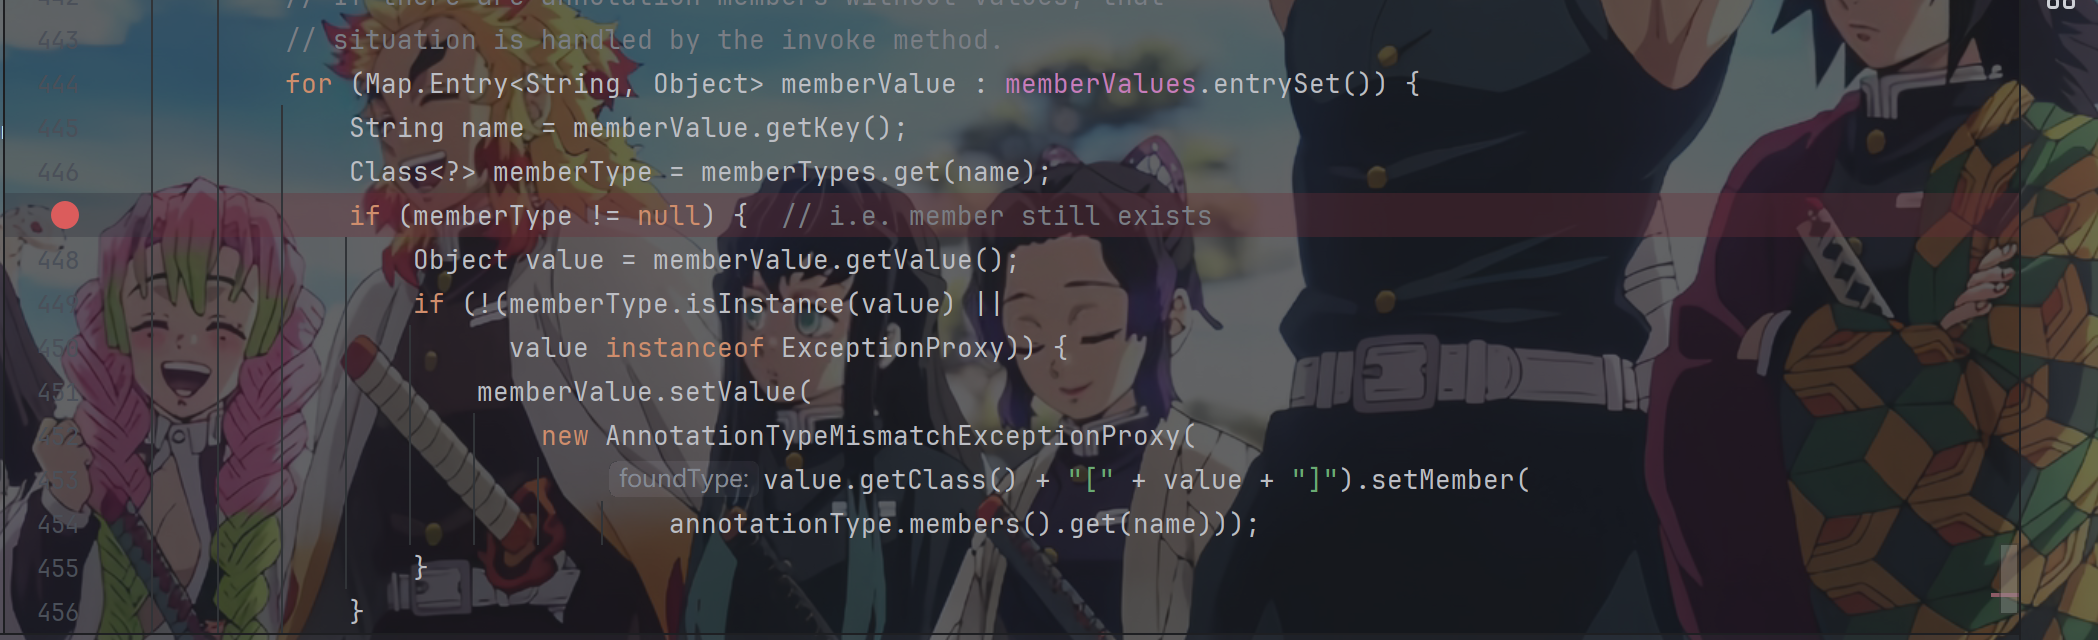 442 // If there are annotation members without values, that
443 // situation is handled by the invoke method.
444 for (Map.Entry<String, Object> memberValue : memberValues.entrySet()) {
445 String name = memberValue.getKey();
446 Class<?> memberType = memberTypes.get(name);
if (memberType != null) {  // i.e. member still exists
448 Object value = memberValue.getValue();
449 if (!(memberType.isInstance(value) ||
450 value instanceof ExceptionProxy)) {
451 memberValue.setValue(
new AnnotationTypeMismatchExceptionProxy(
453 foundType: value.getClass() + "[" + value + "]").setMember(
454 annotationType.members().get(name)));
455 }
456 }